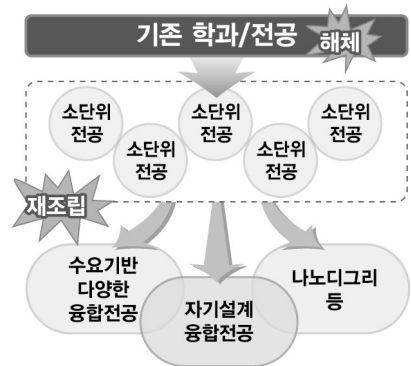 기존 학과/전공
해체
소단위
전공
소단위
전공
소단위
전공
소단위
전공
소단위
전공
재조립
수요기반
다양한
융합전공
자기설계
융합전공
나노디그리
등